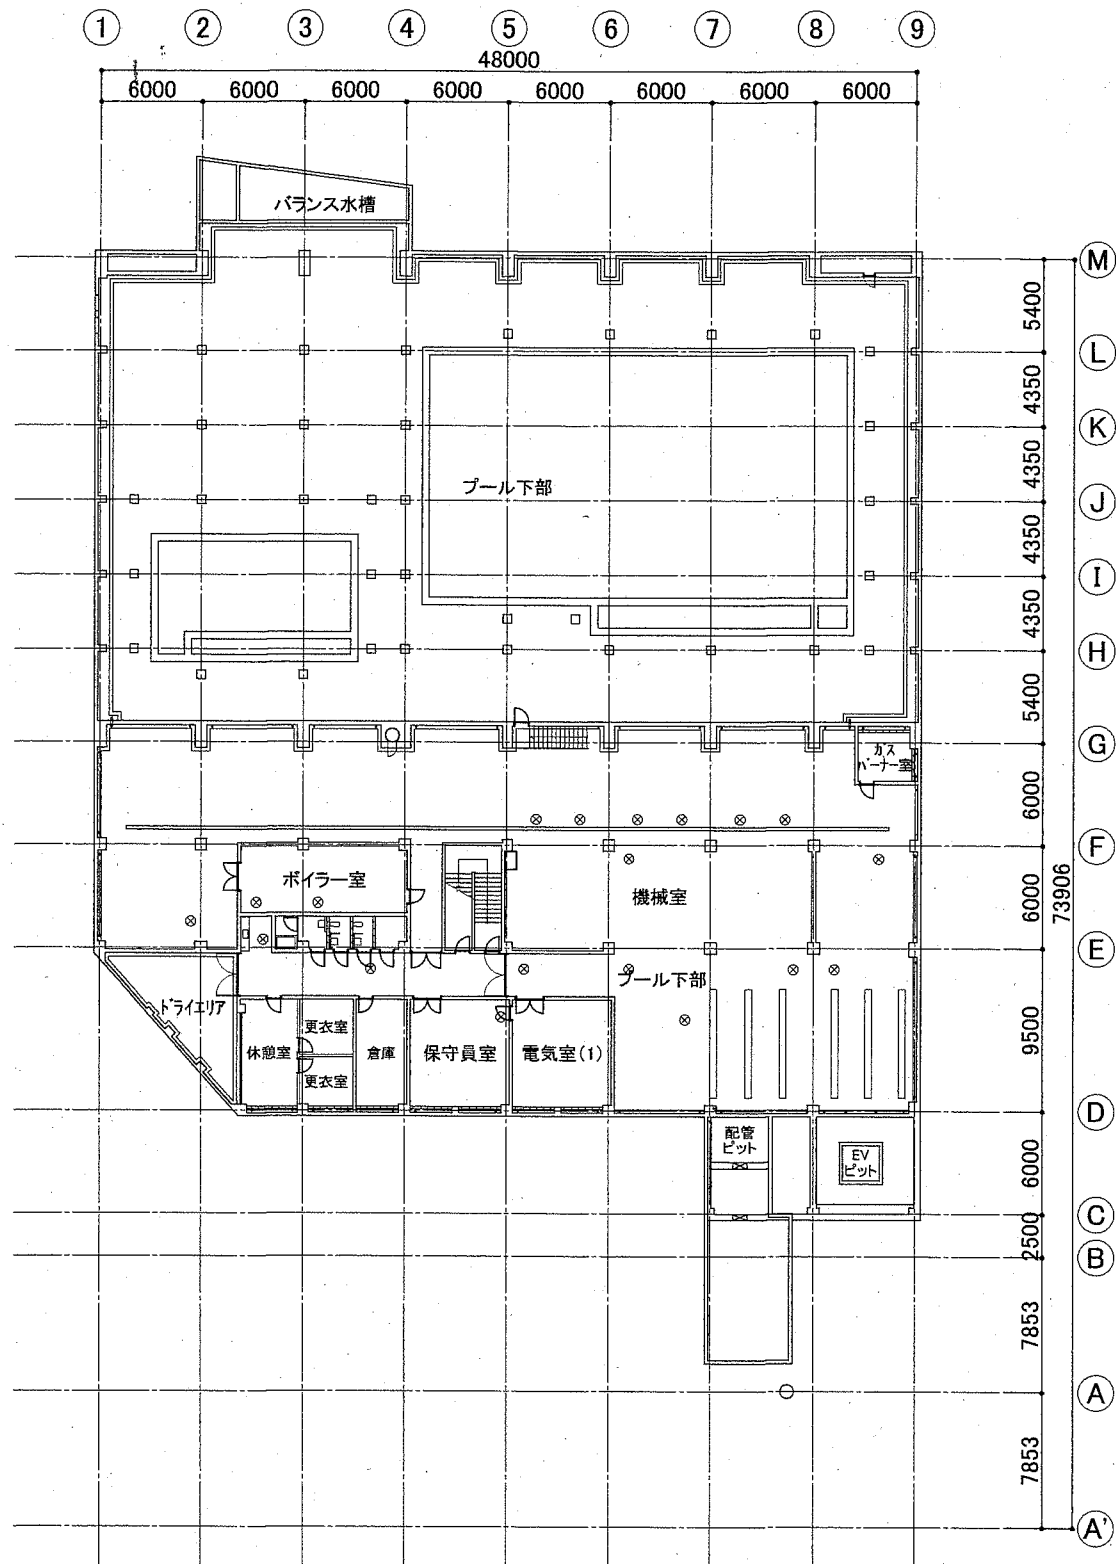 1 2 3 4 5 6 7 8 9
48000
6000 6000 6000 6000 6000 6000 6000 6000
バランス水槽
M
5400
L
4350
K
4350
プール下部
J
4350
I
4350
H
5400
G
ガス
バーナー室
6000
F
ボイラー室
機械室
6000
73906
E
プール下部
ドライエリア
9500
休憩室
更衣室
更衣室
倉庫
保守員室
電気室(1)
D
配管
ピット
EV
ピット
6000
C
2500
B
7853
A
7853
A'